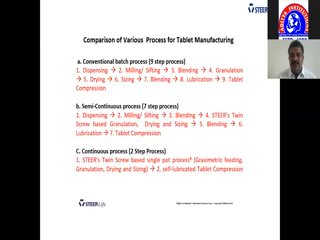 STEER
Comparison of Various Process for Tablet Manufacturing
a. Conventional batch process (9 step process)
1. Dispensing → 2. Milling/ Sifting → 3. Blending → 4. Granulation
→ 5. Drying → 6. Sizing → 7. Blending → 8. Lubrication → 9. Tablet
Compression
b. Semi-Continuous process (7 step process)
1. Dispensing → 2. Milling/ Sifting → 3. Blending → 4. STEER's Twin
Screw based Granulation, Drying and Sizing → 5. Blending → 6.
Lubrication → 7. Tablet Compression
C. Continuous process (2 Step Process)
1. STEER's Twin Screw based single pot process* (Gravimetric feeding,
Granulation, Drying and Sizing) → 2. self-lubricated Tablet Compression
STEERLife